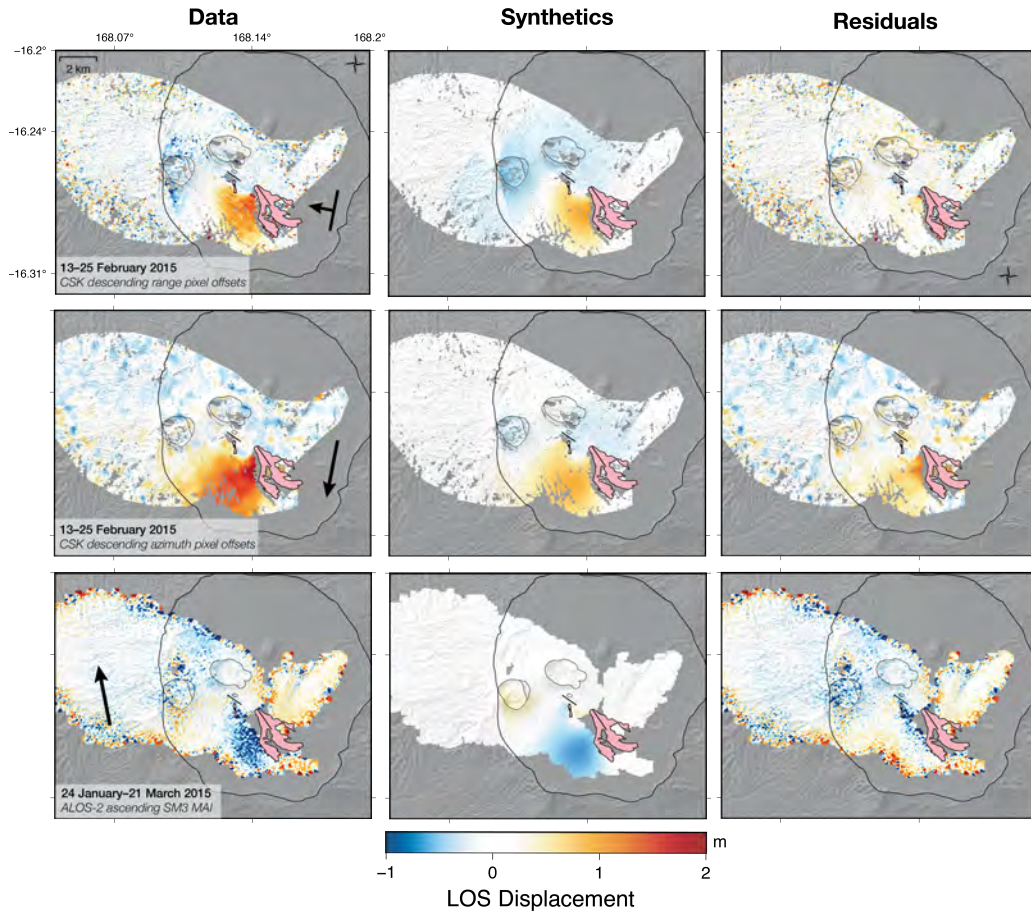 Data
Synthetics
Residuals
168.07°
168.14°
168.2°
−16.2°
2 km
−16.24°
−16.31°
13–25 February 2015
CSK descending range pixel offsets
13–25 February 2015
CSK descending azimuth pixel offsets
24 January–21 March 2015
ALOS-2 ascending SM3 MAI
m
−1
0
1
2
LOS Displacement